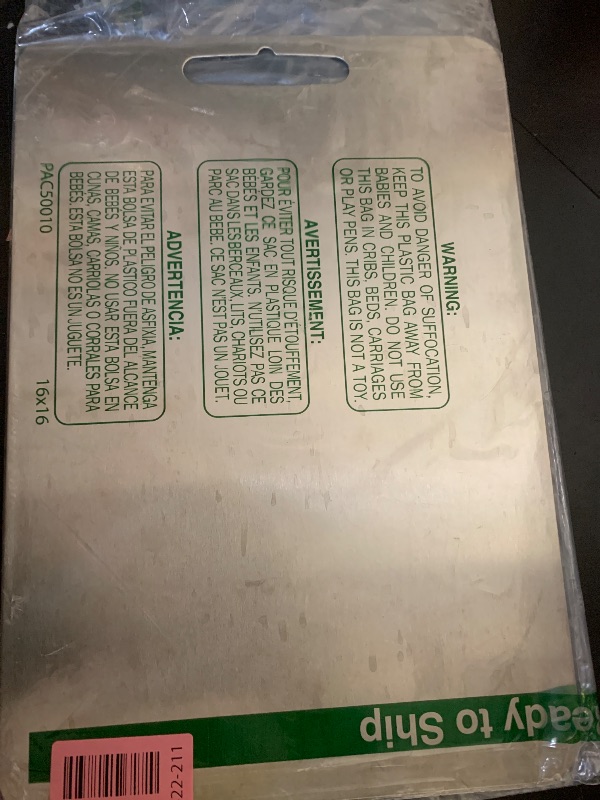 WARNING:
TO AVOID DANGER OF SUFFOCATION,
KEEP THIS PLASTIC BAG AWAY FROM
BABIES AND CHILDREN. DO NOT USE
THIS BAG IN CRIBS, BEDS, CARRIAGES
OR PLAY PENS. THIS BAG IS NOT A TOY.
AVERTISSEMENT:
POUR ÉVITER TOUT RISQUE D'ÉTOUFFEMENT,
GARDEZ CE SAC EN PLASTIQUE LOIN DES
BÉBÉS ET LES ENFANTS. N'UTILISEZ PAS CE
SAC DANS LES BERCEAUX, LITS, CHARIOTS OU
PARC AU BEBE. CE SAC N'EST PAS UN JOUET.
ADVERTENCIA:
PARA EVITAR EL PELIGRO DE ASFIXIA, MANTENGA
ESTA BOLSA DE PLASTICO FUERA DEL ALCANCE
DE BEBES Y NIÑOS. NO USAR ESTA BOLSA EN
CUNAS, CAMAS, CARRIOLAS O CORRALES PARA
BEBES. ESTA BOLSA NO ES UN JUGUETE.
PAC50010 16x16
eady to Ship
22-211